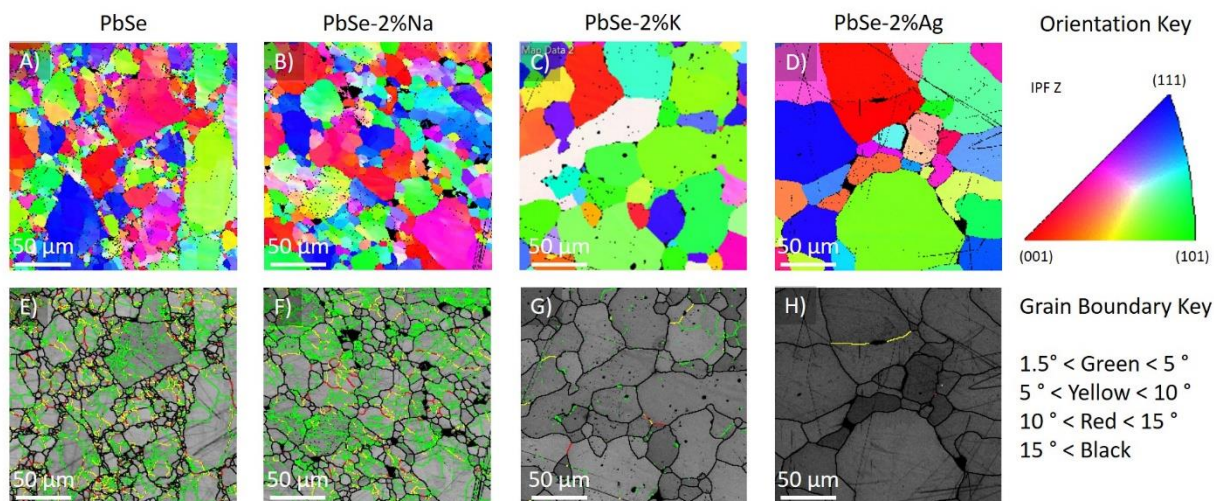 PbSe PbSe-2%Na PbSe-2%K PbSe-2%Ag Orientation Key
A) B) Map Data 2 C) D)
IPF Z
(111)
(001) (101)
50 µm 50 µm 50 µm 50 µm
E) F) G) H) Grain Boundary Key
1.5° < Green < 5 °
5 ° < Yellow < 10 °
10 ° < Red < 15 °
15 ° < Black
50 µm 50 µm 50 µm 50 µm